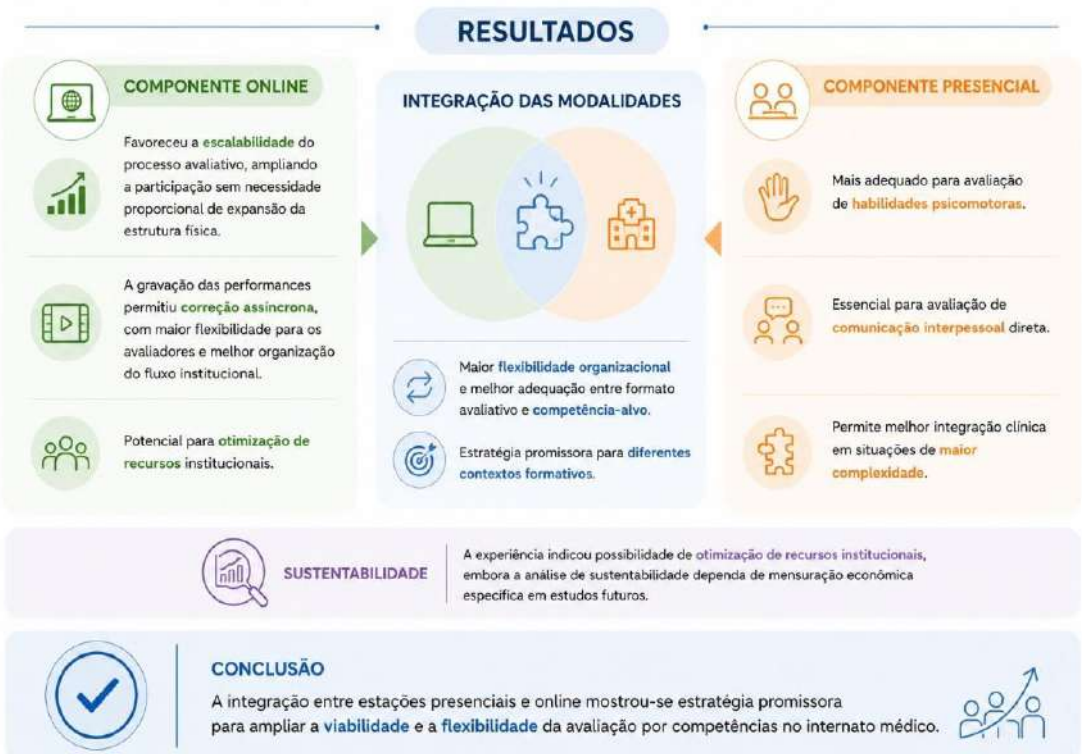 RESULTADOS
COMPONENTE ONLINE
Favoreceu a escalabilidade do
processo avaliativo, ampliando
a participação sem necessidade
proporcional de expansão da
estrutura física.
A gravação das performances
permitiu correção assíncrona,
com maior flexibilidade para os
avaliadores e melhor organização
do fluxo institucional.
Potencial para otimização de
recursos institucionais.
INTEGRAÇÃO DAS MODALIDADES
Maior flexibilidade organizacional
e melhor adequação entre formato
avaliativo e competência-alvo.
Estratégia promissora para diferentes
contextos formativos.
COMPONENTE PRESENCIAL
Mais adequado para avaliação
de habilidades psicomotoras.
Essencial para avaliação de
comunicação interpessoal direta.
Permite melhor integração clínica
em situações de maior
complexidade.
SUSTENTABILIDADE
A experiência indicou possibilidade de otimização de recursos institucionais,
embora a análise de sustentabilidade dependa de mensuração econômica
específica em estudos futuros.
CONCLUSÃO
A integração entre estações presenciais e online mostrou-se estratégia promissora
para ampliar a viabilidade e a flexibilidade da avaliação por competências no internato médico.